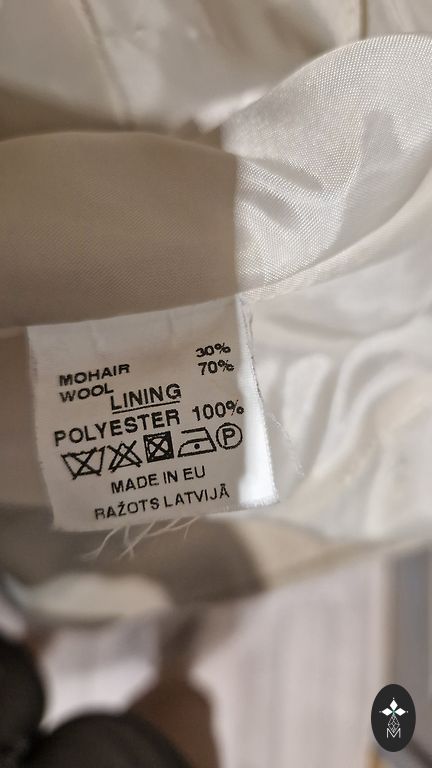 MOHAIR 30%
WOOL 70%
LINING
POLYESTER 100%
P
MADE IN EU
RAŽOTS LATVIJĀ
M